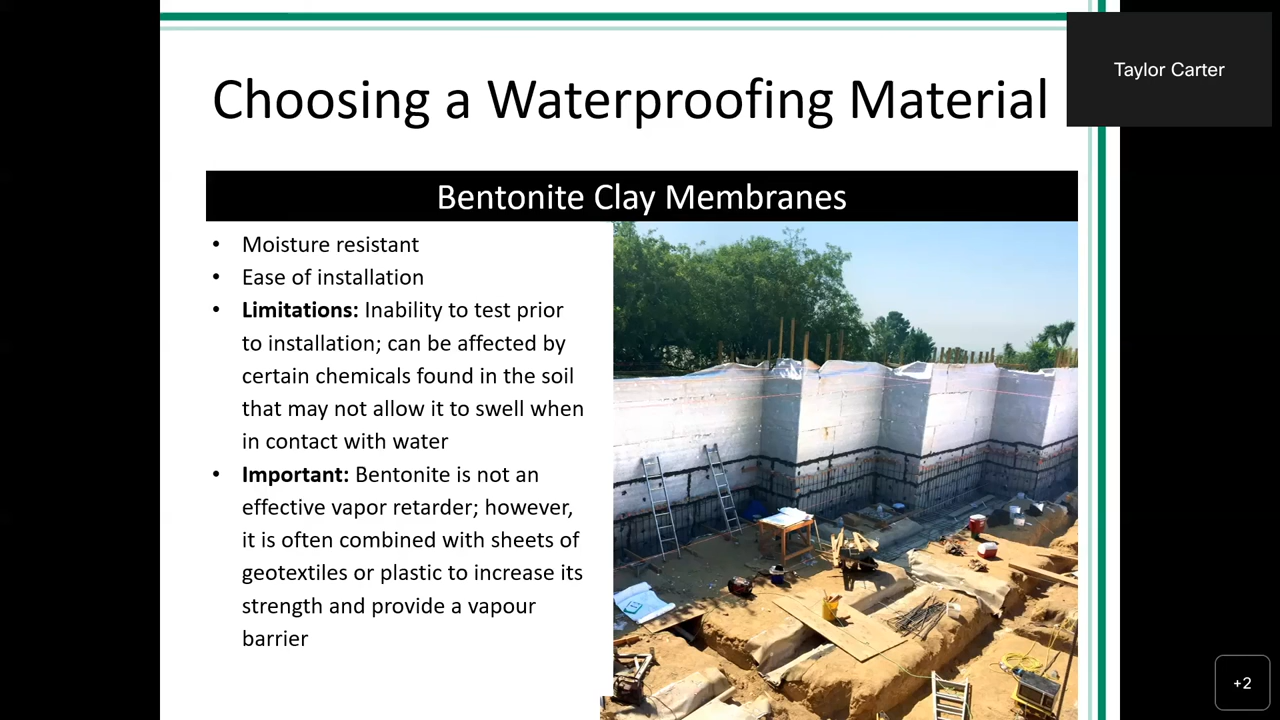 Choosing a Waterproofing Material
Taylor Carter
Bentonite Clay Membranes
• Moisture resistant
• Ease of installation
• Limitations: Inability to test prior
to installation; can be affected by
certain chemicals found in the soil
that may not allow it to swell when
in contact with water
• Important: Bentonite is not an
effective vapor retarder; however,
it is often combined with sheets of
geotextiles or plastic to increase its
strength and provide a vapour
barrier
+2